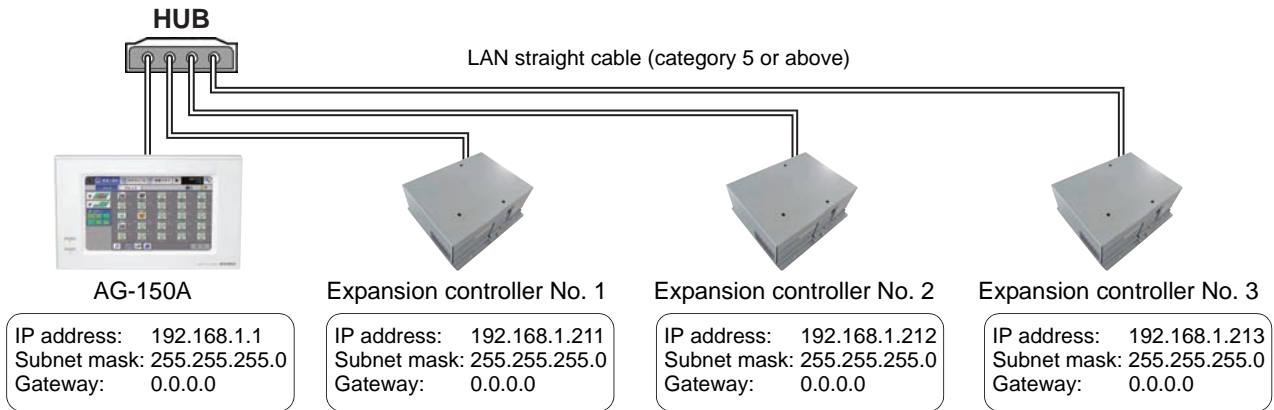 HUB
LAN straight cable (category 5 or above)
AG-150A
IP address: 192.168.1.1
Subnet mask: 255.255.255.0
Gateway: 0.0.0.0
Expansion controller No. 1
IP address: 192.168.1.211
Subnet mask: 255.255.255.0
Gateway: 0.0.0.0
Expansion controller No. 2
IP address: 192.168.1.212
Subnet mask: 255.255.255.0
Gateway: 0.0.0.0
Expansion controller No. 3
IP address: 192.168.1.213
Subnet mask: 255.255.255.0
Gateway: 0.0.0.0